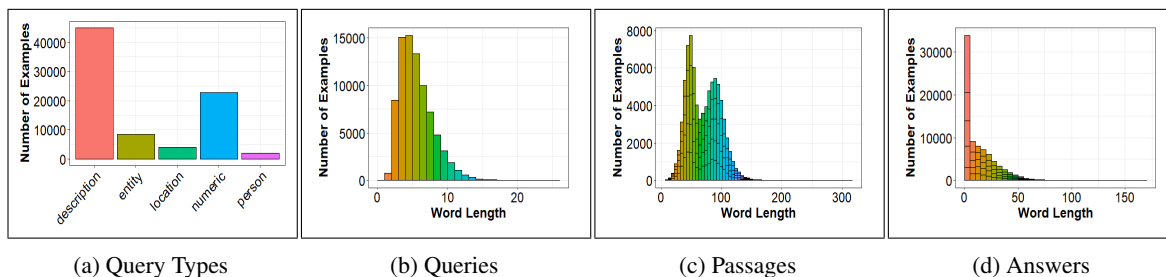 Number of Examples
40000
30000
20000
10000
0
description
entity
location
numeric
person
(a) Query Types
Number of Examples
15000
10000
5000
0
0
10
20
Word Length
(b) Queries
Number of Examples
8000
6000
4000
2000
0
0
100
200
300
Word Length
(c) Passages
Number of Examples
30000
20000
10000
0
0
50
100
150
Word Length
(d) Answers